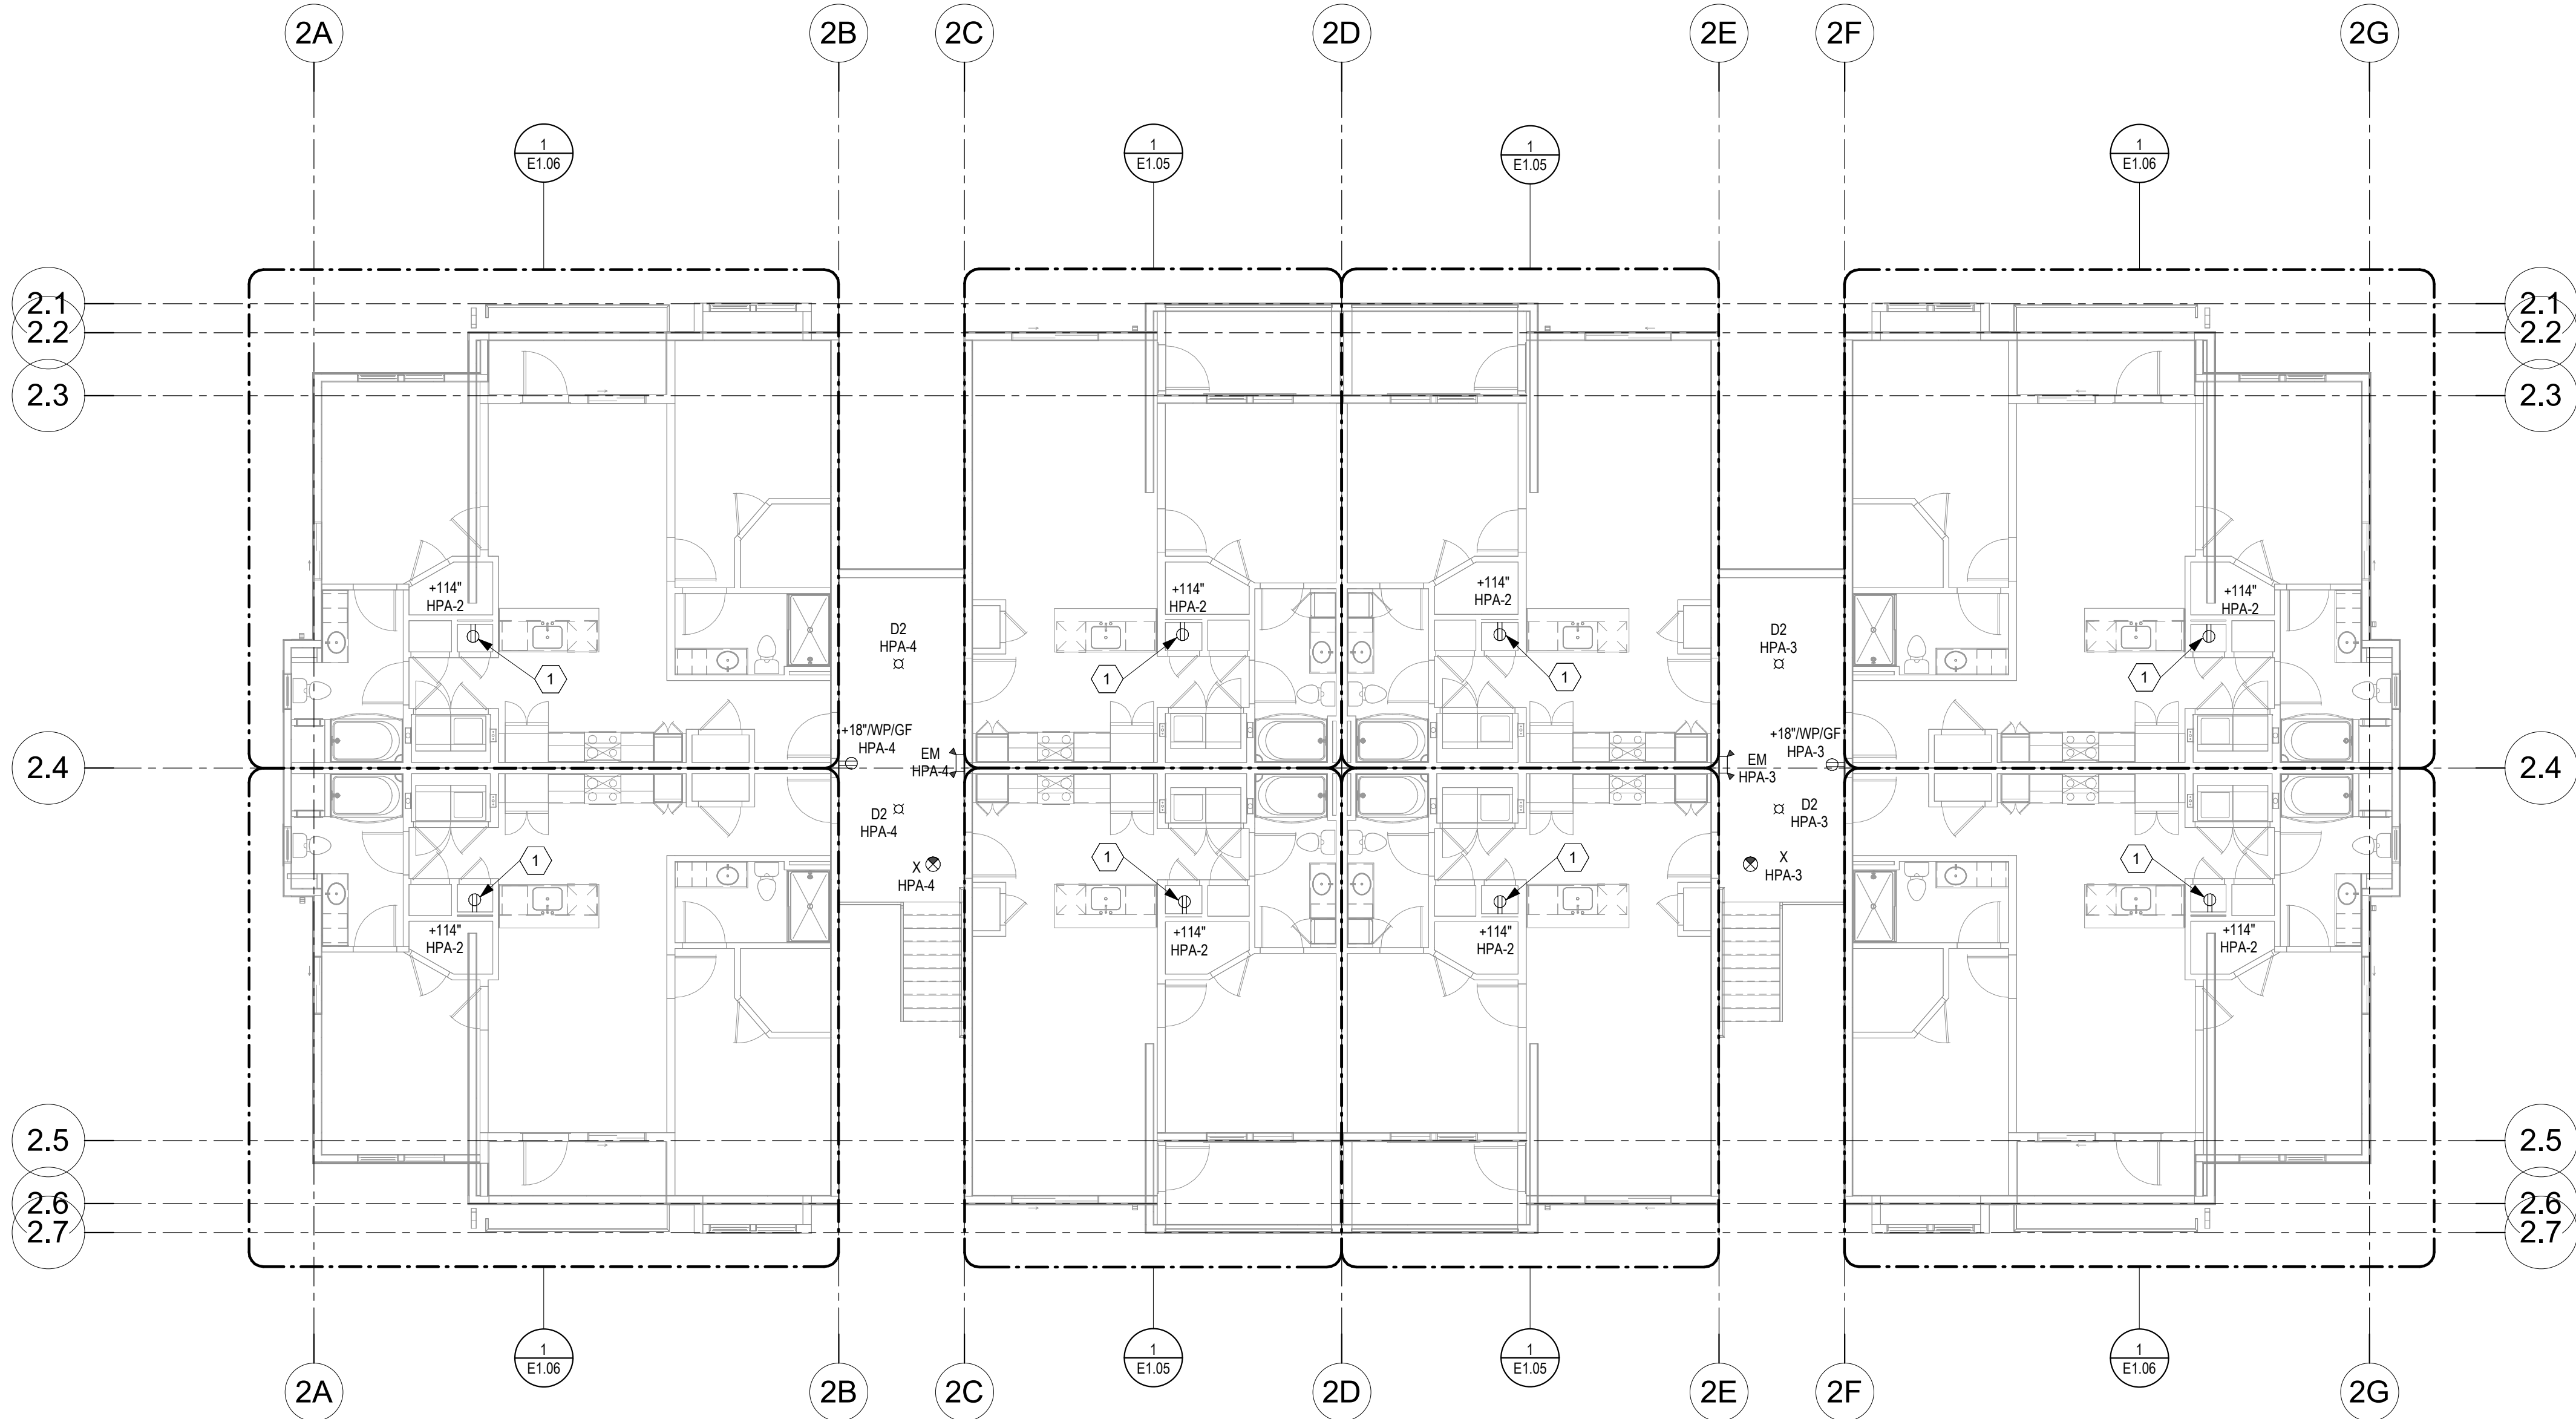 2A 2B 2C 2D 2E 2F 2G
1 1 1 1
E1.06 E1.05 E1.05 E1.06
2.1 2.1
2.2 2.2
2.3 2.3
+114" +114" +114" +114"
HPA-2 HPA-2 HPA-2 HPA-2
D2 D2
HPA-4 HPA-3
1 1 1 1
+18"/WP/GF +18"/WP/GF
HPA-4 HPA-3
EM EM
HPA-4 HPA-3
2.4 2.4
D2 D2
HPA-4 HPA-3
1 1 1 1
X X
HPA-4 HPA-3
+114" +114" +114" +114"
HPA-2 HPA-2 HPA-2 HPA-2
2.5 2.5
2.6 2.6
2.7 2.7
1 1 1 1
E1.06 E1.05 E1.05 E1.06
2A 2B 2C 2D 2E 2F 2G